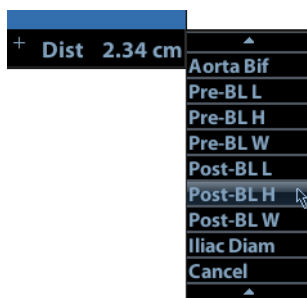 + Dist 2.34 cm
Aorta Bif
Pre-BL L
Pre-BL H
Pre-BL W
Post-BL L
Post-BL H
Post-BL W
Iliac Diam
Cancel